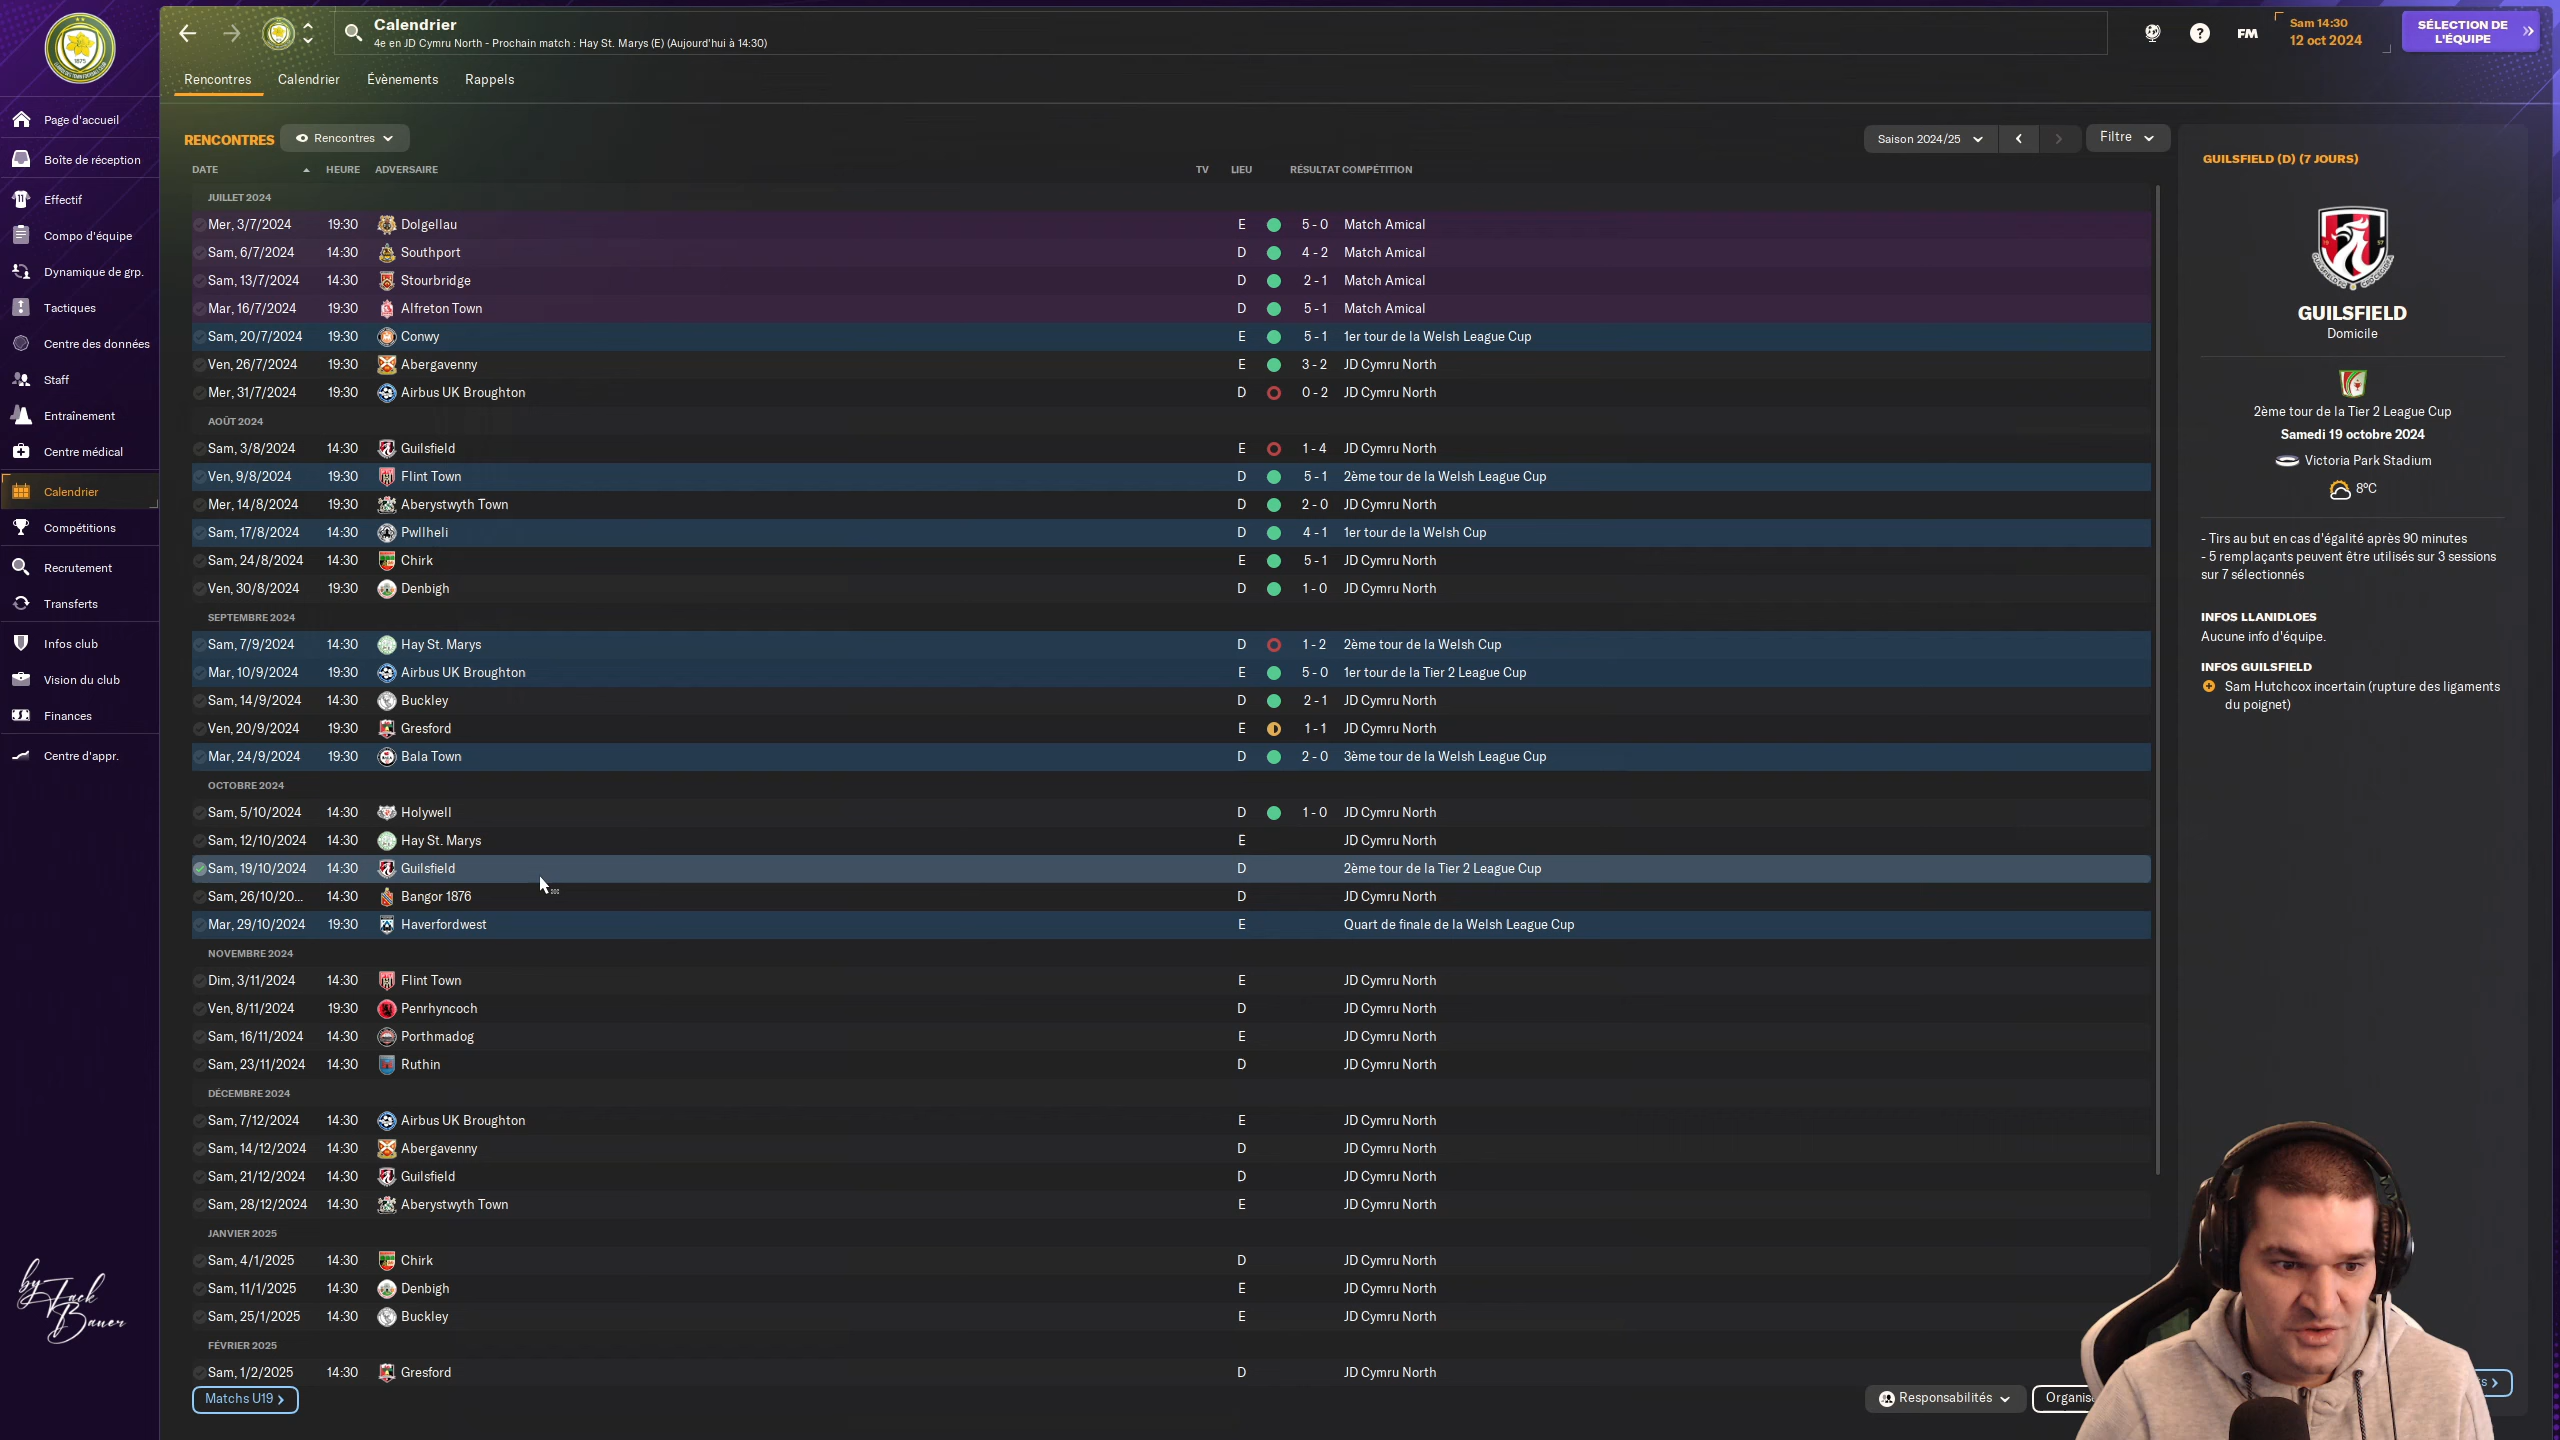 Calendrier
4e en JD Cymru North - Prochain match : Hay St. Marys (E) (Aujourd'hui à 14:30)
FM
Sam 14:30
12 oct 2024
SÉLECTION DE
L'ÉQUIPE
Rencontres Calendrier Évènements Rappels
Page d'accueil
Boîte de réception
Effectif
Compo d'équipe
Dynamique de grp.
Tactiques
Centre des données
Staff
Entraînement
Centre médical
Calendrier
Compétitions
Recrutement
Transferts
Infos club
Vision du club
Finances
Centre d'appr.
by Jack
Bauer
RENCONTRES Rencontres Saison 2024/25 Filtre
DATE HEURE ADVERSAIRE TV LIEU RÉSULTAT COMPÉTITION
JUILLET 2024
Mer, 3/7/2024 19:30 Dolgellau E 5 - 0 Match Amical
Sam, 6/7/2024 14:30 Southport D 4 - 2 Match Amical
Sam, 13/7/2024 14:30 Stourbridge D 2 - 1 Match Amical
Mar, 16/7/2024 19:30 Alfreton Town D 5 - 1 Match Amical
Sam, 20/7/2024 19:30 Conwy E 5 - 1 1er tour de la Welsh League Cup
Ven, 26/7/2024 19:30 Abergavenny E 3 - 2 JD Cymru North
Mer, 31/7/2024 19:30 Airbus UK Broughton D 0 - 2 JD Cymru North
AOÛT 2024
Sam, 3/8/2024 14:30 Guilsfield E 1 - 4 JD Cymru North
Ven, 9/8/2024 19:30 Flint Town D 5 - 1 2ème tour de la Welsh League Cup
Mer, 14/8/2024 19:30 Aberystwyth Town D 2 - 0 JD Cymru North
Sam, 17/8/2024 14:30 Pwllheli D 4 - 1 1er tour de la Welsh Cup
Sam, 24/8/2024 14:30 Chirk E 5 - 1 JD Cymru North
Ven, 30/8/2024 19:30 Denbigh D 1 - 0 JD Cymru North
SEPTEMBRE 2024
Sam, 7/9/2024 14:30 Hay St. Marys D 1 - 2 2ème tour de la Welsh Cup
Mar, 10/9/2024 19:30 Airbus UK Broughton E 5 - 0 1er tour de la Tier 2 League Cup
Sam, 14/9/2024 14:30 Buckley D 2 - 1 JD Cymru North
Ven, 20/9/2024 19:30 Gresford E 1 - 1 JD Cymru North
Mar, 24/9/2024 19:30 Bala Town D 2 - 0 3ème tour de la Welsh League Cup
OCTOBRE 2024
Sam, 5/10/2024 14:30 Holywell D 1 - 0 JD Cymru North
Sam, 12/10/2024 14:30 Hay St. Marys E JD Cymru North
Sam, 19/10/2024 14:30 Guilsfield D 2ème tour de la Tier 2 League Cup
Sam, 26/10/20... 14:30 Bangor 1876 D JD Cymru North
Mar, 29/10/2024 19:30 Haverfordwest E Quart de finale de la Welsh League Cup
NOVEMBRE 2024
Dim, 3/11/2024 14:30 Flint Town E JD Cymru North
Ven, 8/11/2024 19:30 Penrhyncoch D JD Cymru North
Sam, 16/11/2024 14:30 Porthmadog E JD Cymru North
Sam, 23/11/2024 14:30 Ruthin D JD Cymru North
DÉCEMBRE 2024
Sam, 7/12/2024 14:30 Airbus UK Broughton E JD Cymru North
Sam, 14/12/2024 14:30 Abergavenny D JD Cymru North
Sam, 21/12/2024 14:30 Guilsfield D JD Cymru North
Sam, 28/12/2024 14:30 Aberystwyth Town E JD Cymru North
JANVIER 2025
Sam, 4/1/2025 14:30 Chirk D JD Cymru North
Sam, 11/1/2025 14:30 Denbigh E JD Cymru North
Sam, 25/1/2025 14:30 Buckley E JD Cymru North
FÉVRIER 2025
Sam, 1/2/2025 14:30 Gresford D JD Cymru North
Matchs U19 Responsabilités
GUILSFIELD (D) (7 JOURS)
GUILSFIELD
Domicile
2ème tour de la Tier 2 League Cup
Samedi 19 octobre 2024
Victoria Park Stadium
8°C
- Tirs au but en cas d'égalité après 90 minutes
- 5 remplaçants peuvent être utilisés sur 3 sessions
sur 7 sélectionnés
INFOS LLANIDLOES
Aucune info d'équipe.
INFOS GUILSFIELD
Sam Hutchcox incertain (rupture des ligaments
du poignet)